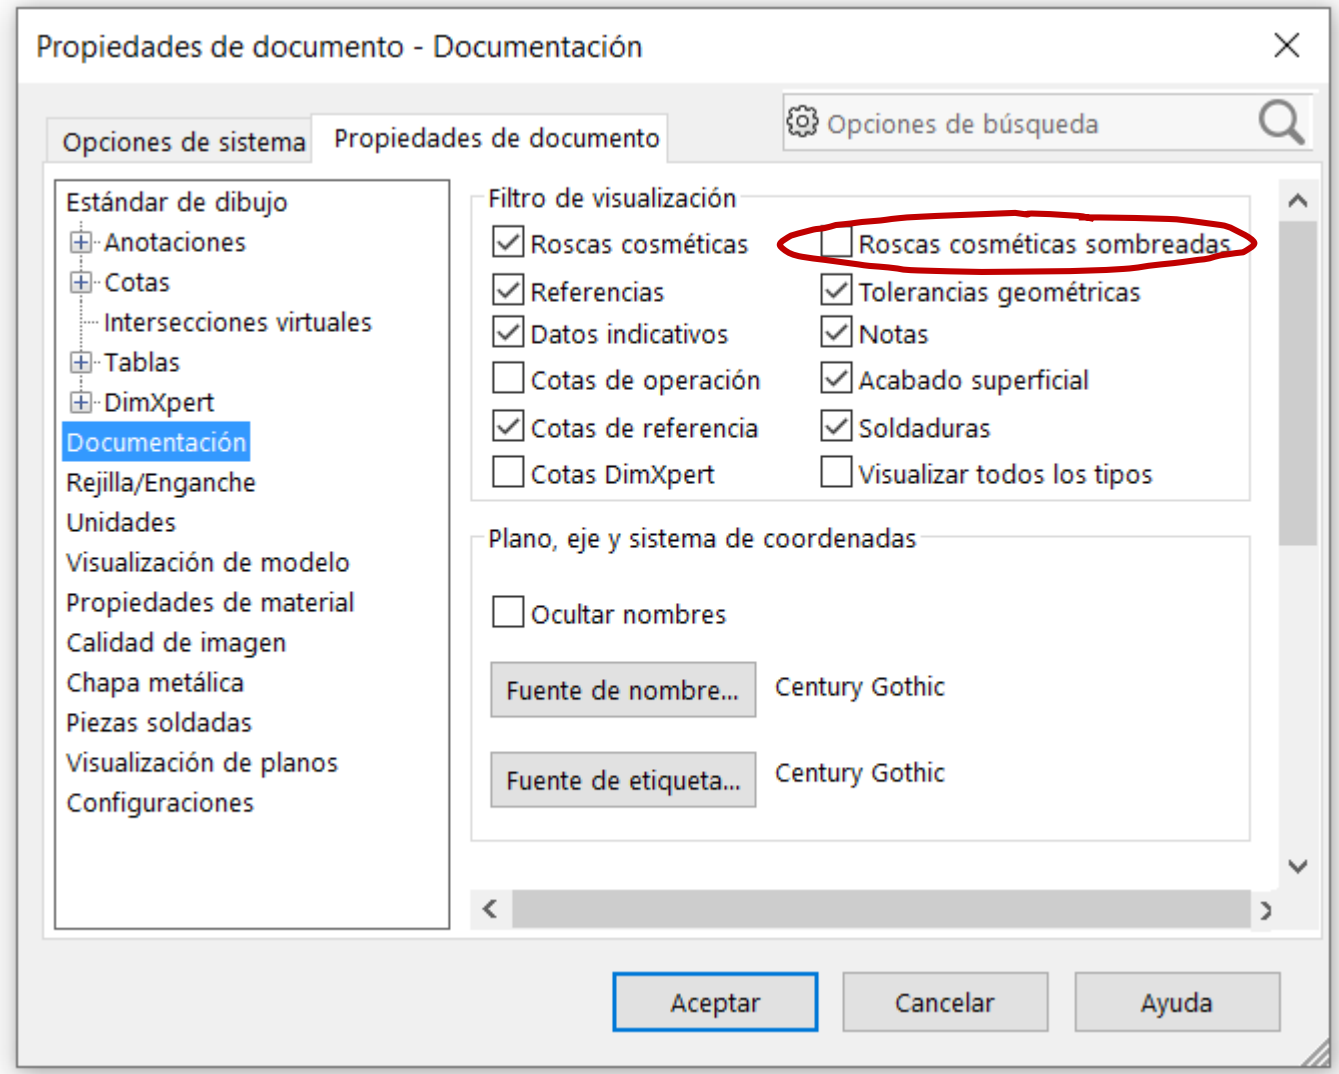 Propiedades de documento - Documentación
Opciones de sistema
Propiedades de documento
Opciones de búsqueda
Estándar de dibujo
Anotaciones
Cotas
Intersecciones virtuales
Tablas
DimXpert
Documentación
Rejilla/Enganche
Unidades
Visualización de modelo
Propiedades de material
Calidad de imagen
Chapa metálica
Piezas soldadas
Visualización de planos
Configuraciones
Filtro de visualización
Roscas cosméticas
Roscas cosméticas sombreadas
Referencias
Tolerancias geométricas
Datos indicativos
Notas
Cotas de operación
Acabado superficial
Cotas de referencia
Soldaduras
Cotas DimXpert
Visualizar todos los tipos
Plano, eje y sistema de coordenadas
Ocultar nombres
Fuente de nombre...
Century Gothic
Fuente de etiqueta...
Century Gothic
Aceptar
Cancelar
Ayuda